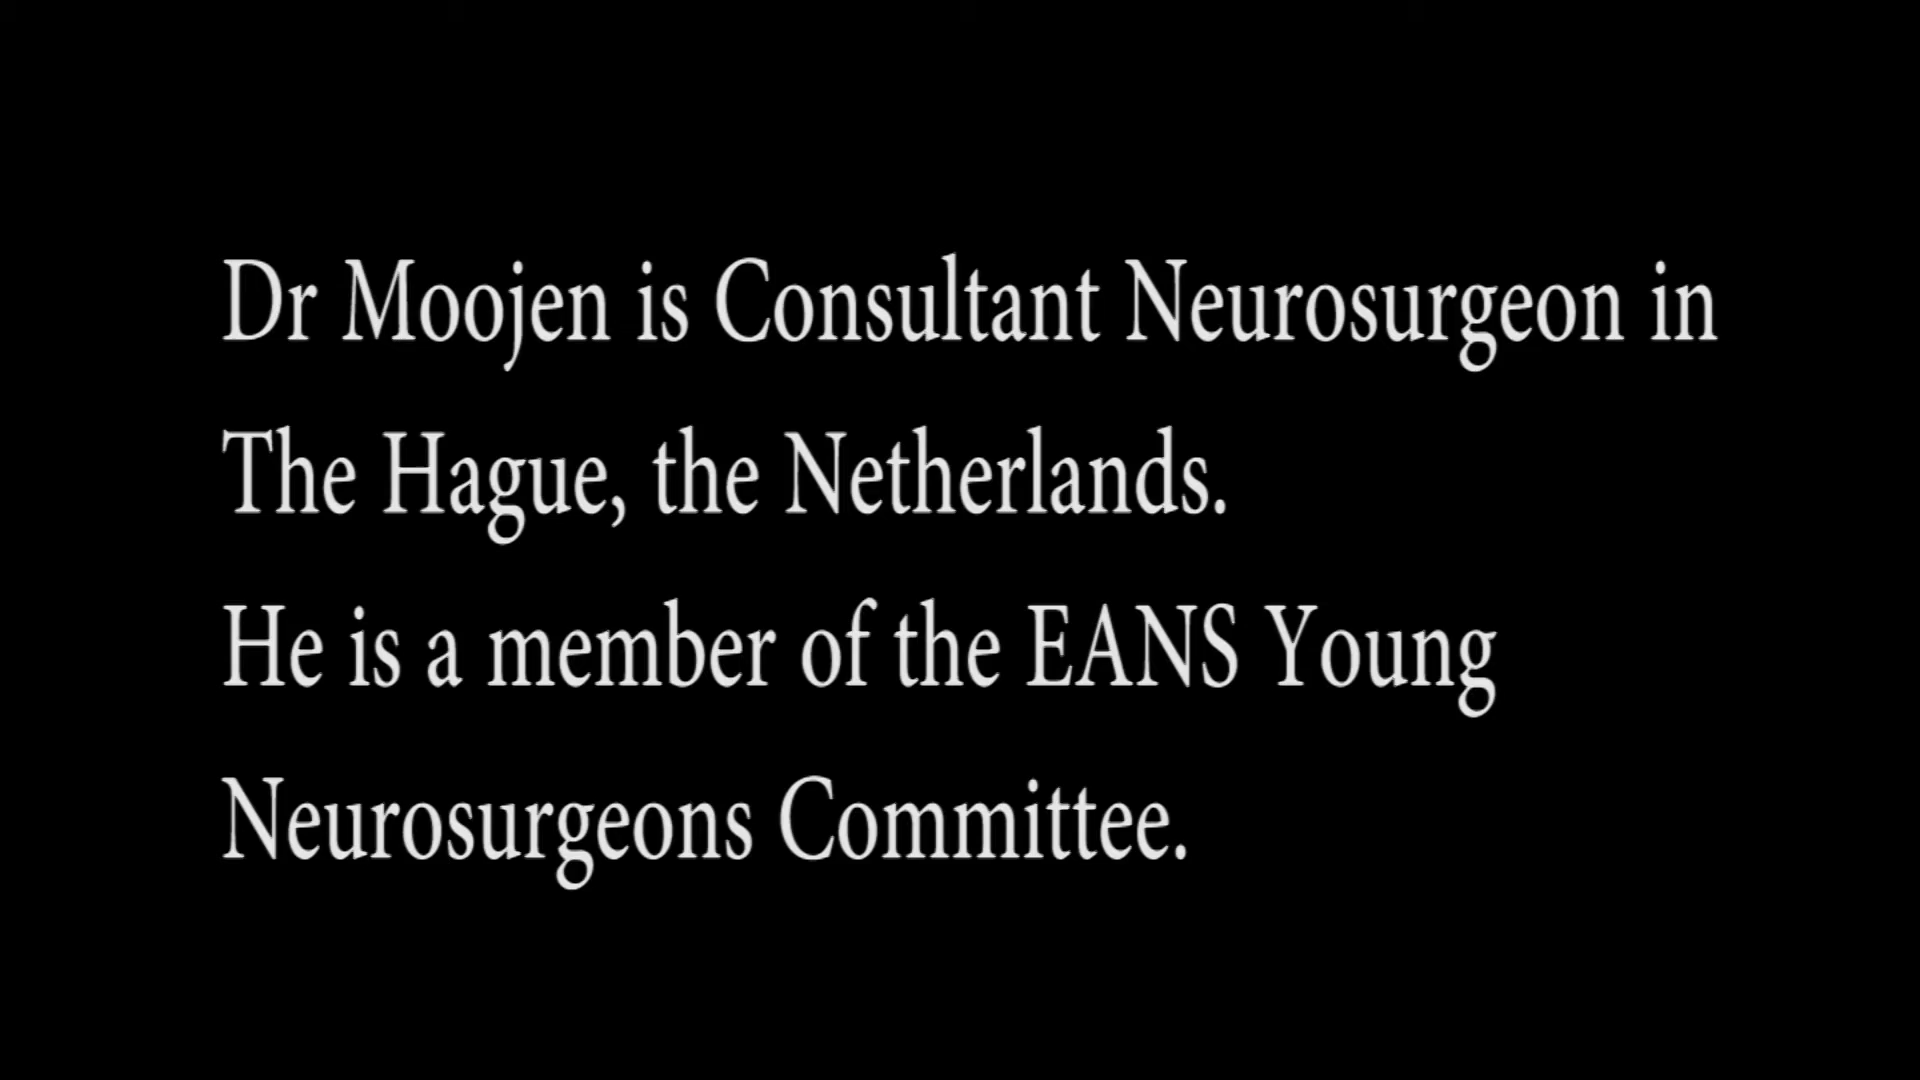 Dr Moojen is Consultant Neurosurgeon in
The Hague, the Netherlands.
He is a member of the EANS Young
Neurosurgeons Committee.